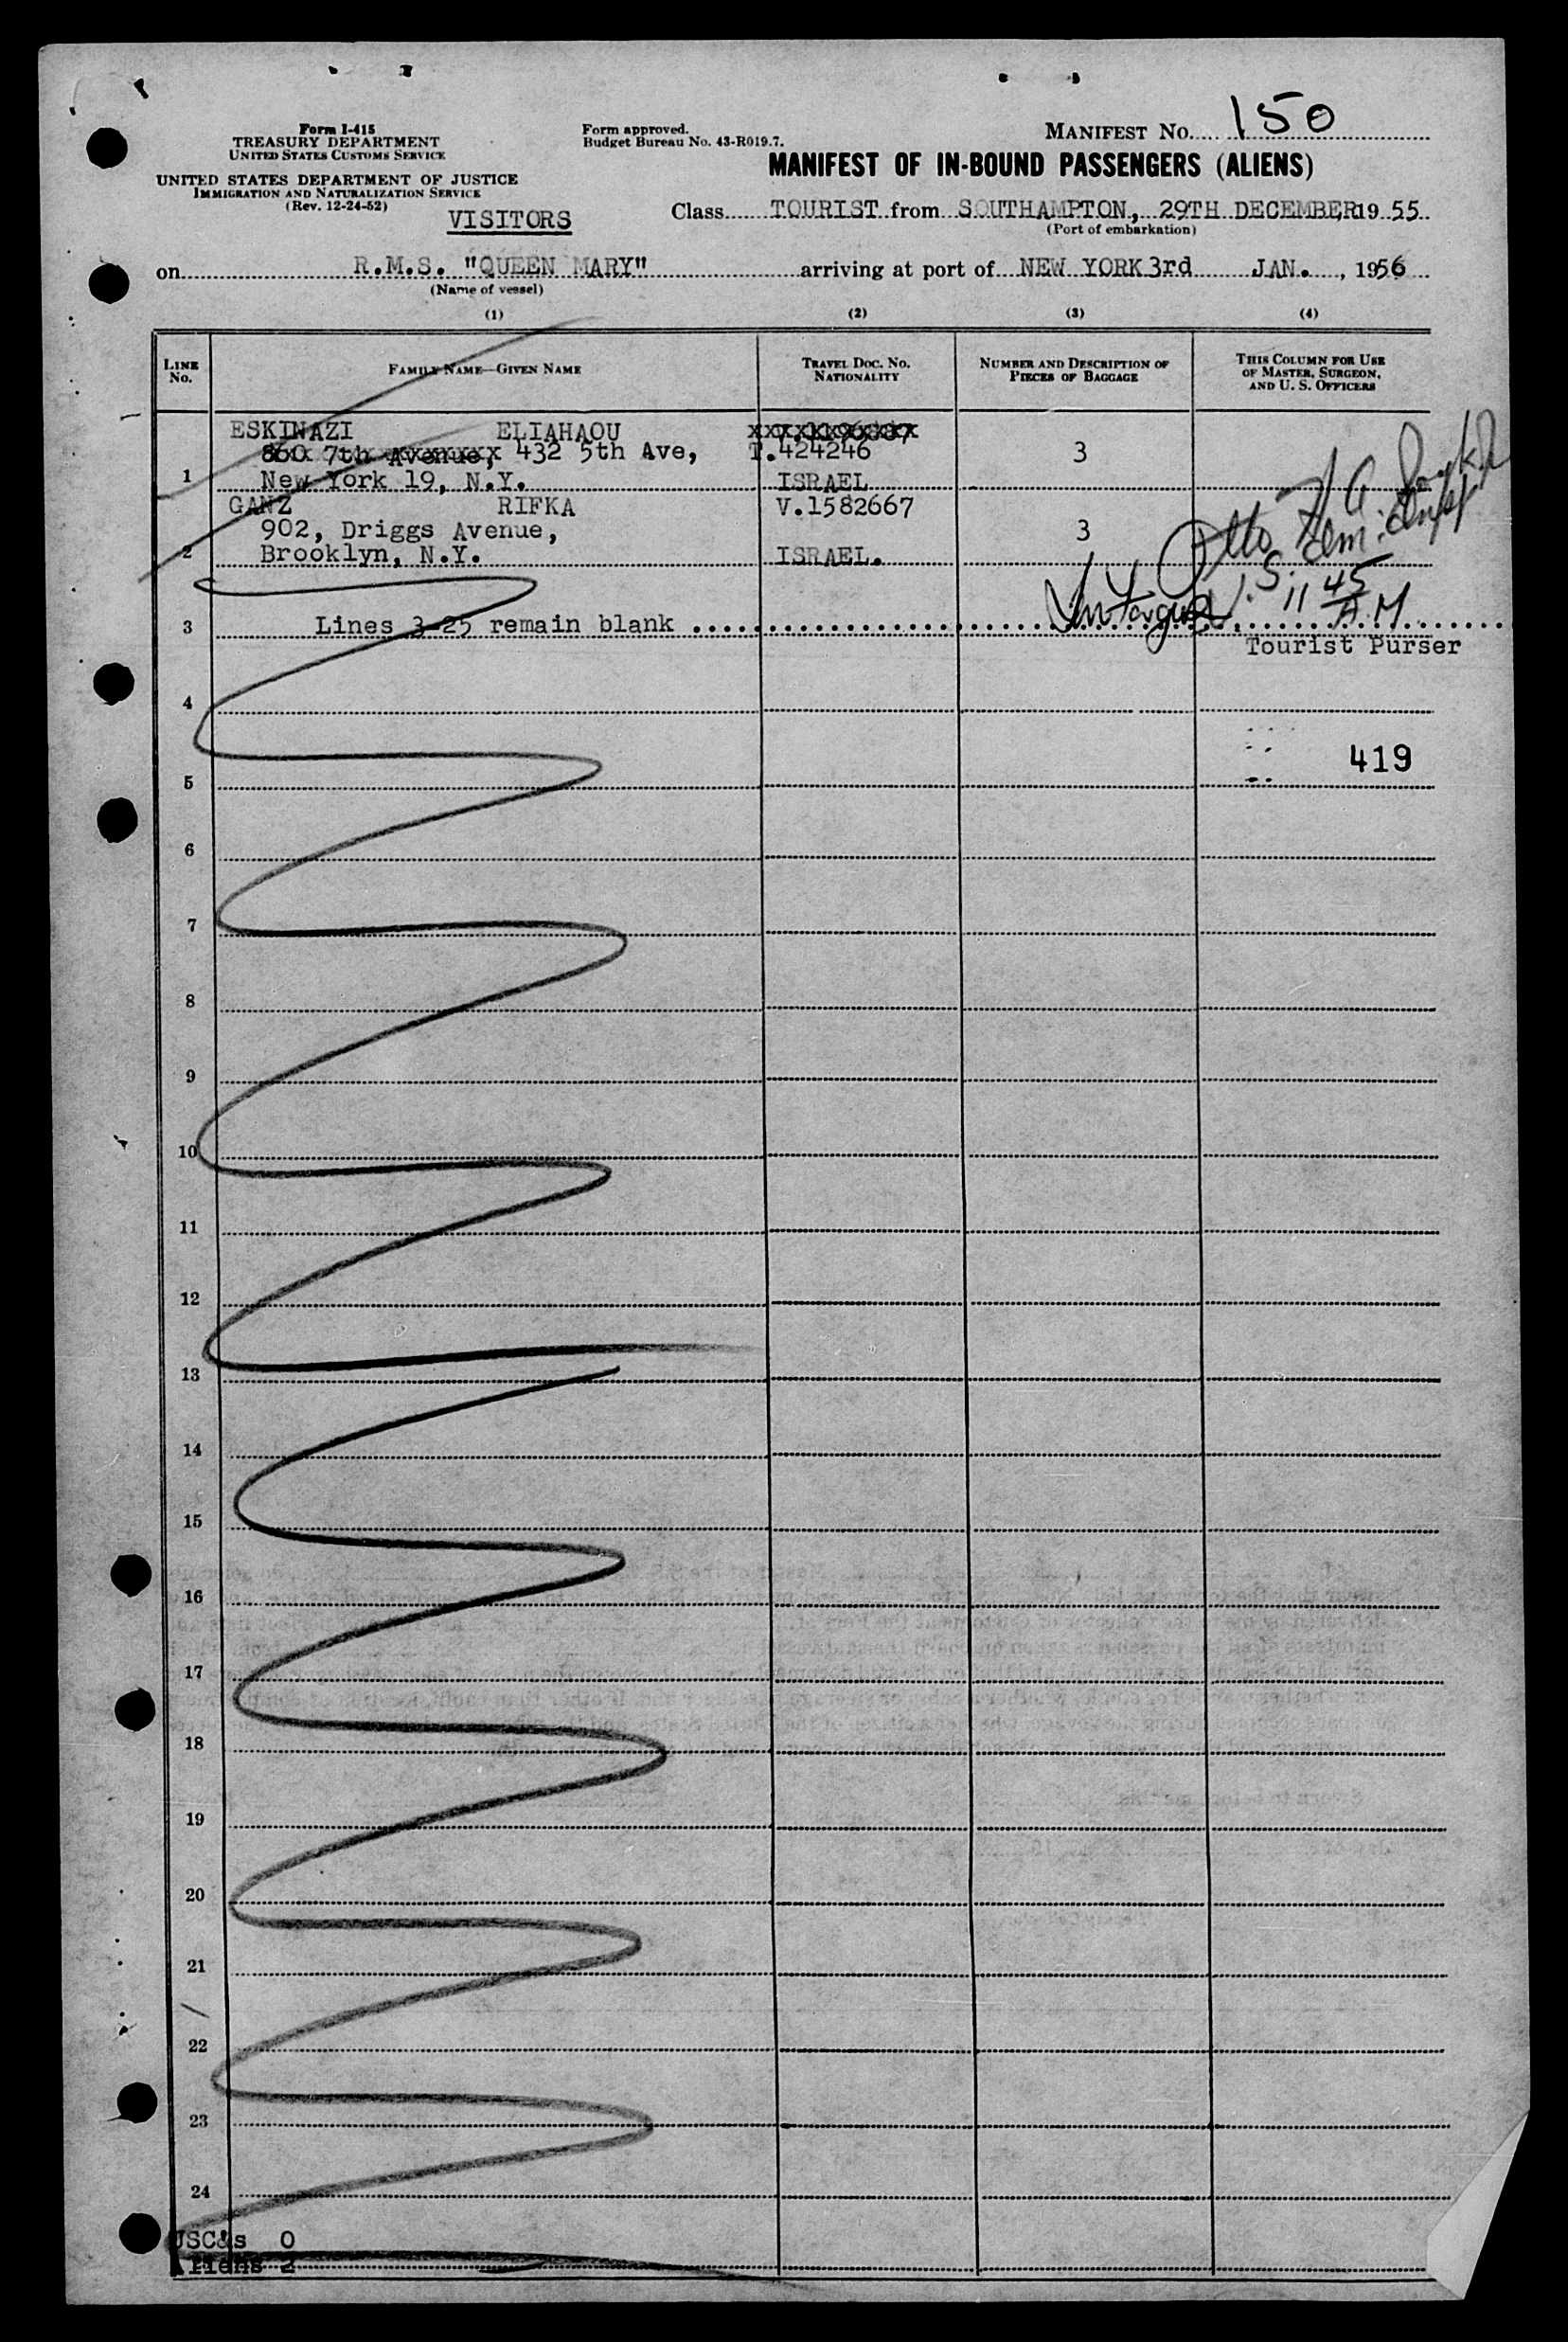 Form I-415
TREASURY DEPARTMENT
UNITED STATES CUSTOMS SERVICE
UNITED STATES DEPARTMENT OF JUSTICE
IMMIGRATION AND NATURALIZATION SERVICE
(Rev. 12-24-52)
Form approved.
Budget Bureau No. 43-R019.7.
MANIFEST NO. 150
MANIFEST OF IN-BOUND PASSENGERS (ALIENS)
VISITORS
Class TOURIST from SOUTHAMPTON, 29TH DECEMBER 19 55
(Port of embarkation)
on R.M.S. "QUEEN MARY" arriving at port of NEW YORK 3rd JAN. , 1956
(Name of vessel)
(1) (2) (3) (4)
LINE No.
FAMILY NAME—GIVEN NAME
TRAVEL DOC. NO. NATIONALITY
NUMBER AND DESCRIPTION OF PIECES OF BAGGAGE
THIS COLUMN FOR USE OF MASTER, SURGEON, AND U. S. OFFICERS
ESKINAZI ELIAHAOU
860 7th Avenue, 432 5th Ave, T.424246 3
1 New York 19, N.Y. ISRAEL
GANZ RIFKA V.1582667
902, Driggs Avenue, 3
2 Brooklyn, N.Y. ISRAEL.
11 45 A.M
3 Lines 3-25 remain blank
Tourist Purser
4
419
5
6
7
8
9
10
11
12
13
14
15
16
17
18
19
20
21
22
23
24
USC's 0
Aliens 2